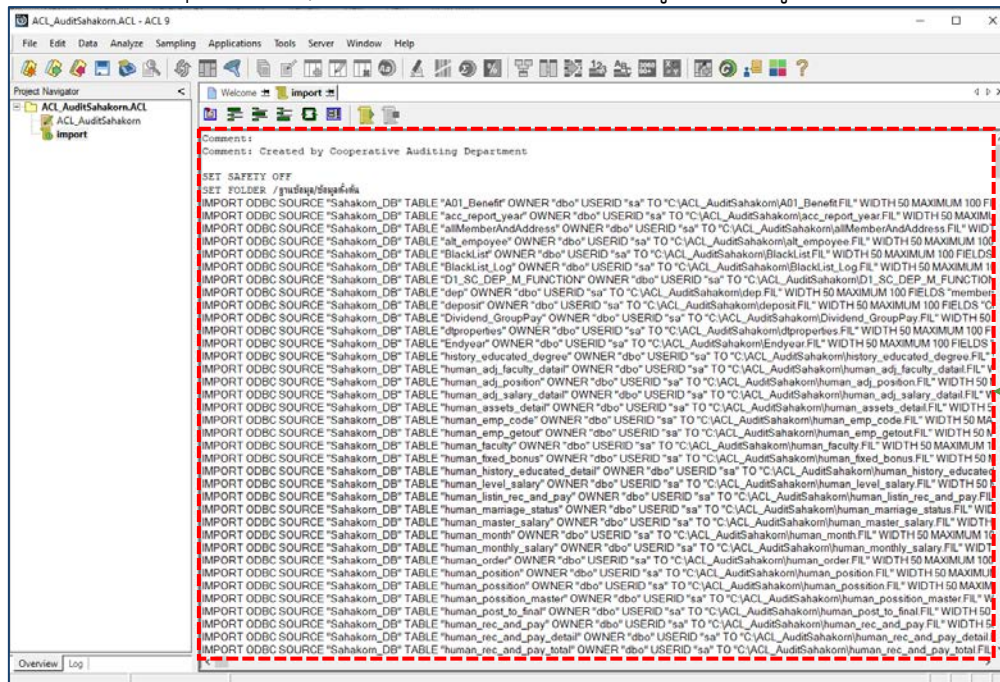 ACL_AuditSahakorn.ACL - ACL 9
File Edit Data Analyze Sampling Applications Tools Server Window Help
Project Navigator
Welcome
import
ACL_AuditSahakorn.ACL
ACL_AuditSahakorn
import
Comment:
Comment: Created by Cooperative Auditing Department
SET SAFETY OFF
SET FOLDER /ฐานข้อมูล/ข้อมูลตั้งต้น
IMPORT ODBC SOURCE "Sahakorn_DB" TABLE "A01_Benefit" OWNER "dbo" USERID "sa" TO "C:\ACL_AuditSahakorn\A01_Benefit.FIL" WIDTH 50 MAXIMUM 100 FI
IMPORT ODBC SOURCE "Sahakorn_DB" TABLE "acc_report_year" OWNER "dbo" USERID "sa" TO "C:\ACL_AuditSahakorn\acc_report_year.FIL" WIDTH 50 MAXIMU
IMPORT ODBC SOURCE "Sahakorn_DB" TABLE "allMemberAndAddress" OWNER "dbo" USERID "sa" TO "C:\ACL_AuditSahakorn\allMemberAndAddress.FIL" WID
IMPORT ODBC SOURCE "Sahakorn_DB" TABLE "alt_empoyee" OWNER "dbo" USERID "sa" TO "C:\ACL_AuditSahakorn\alt_empoyee.FIL" WIDTH 50 MAXIMUM 100
IMPORT ODBC SOURCE "Sahakorn_DB" TABLE "BlackList" OWNER "dbo" USERID "sa" TO "C:\ACL_AuditSahakorn\BlackList.FIL" WIDTH 50 MAXIMUM 100 FIELDS
IMPORT ODBC SOURCE "Sahakorn_DB" TABLE "BlackList_Log" OWNER "dbo" USERID "sa" TO "C:\ACL_AuditSahakorn\BlackList_Log.FIL" WIDTH 50 MAXIMUM 1
IMPORT ODBC SOURCE "Sahakorn_DB" TABLE "D1_SC_DEP_M_FUNCTION" OWNER "dbo" USERID "sa" TO "C:\ACL_AuditSahakorn\D1_SC_DEP_M_FUNCTION
IMPORT ODBC SOURCE "Sahakorn_DB" TABLE "dep" OWNER "dbo" USERID "sa" TO "C:\ACL_AuditSahakorn\dep.FIL" WIDTH 50 MAXIMUM 100 FIELDS "member
IMPORT ODBC SOURCE "Sahakorn_DB" TABLE "deposit" OWNER "dbo" USERID "sa" TO "C:\ACL_AuditSahakorn\deposit.FIL" WIDTH 50 MAXIMUM 100 FIELDS "C
IMPORT ODBC SOURCE "Sahakorn_DB" TABLE "Dividend_GroupPay" OWNER "dbo" USERID "sa" TO "C:\ACL_AuditSahakorn\Dividend_GroupPay.FIL" WIDTH 50
IMPORT ODBC SOURCE "Sahakorn_DB" TABLE "dtproperties" OWNER "dbo" USERID "sa" TO "C:\ACL_AuditSahakorn\dtproperties.FIL" WIDTH 50 MAXIMUM 100 F
IMPORT ODBC SOURCE "Sahakorn_DB" TABLE "Endyear" OWNER "dbo" USERID "sa" TO "C:\ACL_AuditSahakorn\Endyear.FIL" WIDTH 50 MAXIMUM 100 FIELDS
IMPORT ODBC SOURCE "Sahakorn_DB" TABLE "history_educated_degree" OWNER "dbo" USERID "sa" TO "C:\ACL_AuditSahakorn\history_educated_degree.FIL"
IMPORT ODBC SOURCE "Sahakorn_DB" TABLE "human_adj_faculty_datail" OWNER "dbo" USERID "sa" TO "C:\ACL_AuditSahakorn\human_adj_faculty_datail.FIL"
IMPORT ODBC SOURCE "Sahakorn_DB" TABLE "human_adj_position" OWNER "dbo" USERID "sa" TO "C:\ACL_AuditSahakorn\human_adj_position.FIL" WIDTH 50
IMPORT ODBC SOURCE "Sahakorn_DB" TABLE "human_adj_salary_datail" OWNER "dbo" USERID "sa" TO "C:\ACL_AuditSahakorn\human_adj_salary_datail.FIL"
IMPORT ODBC SOURCE "Sahakorn_DB" TABLE "human_assets_detail" OWNER "dbo" USERID "sa" TO "C:\ACL_AuditSahakorn\human_assets_detail.FIL" WIDTH 5
IMPORT ODBC SOURCE "Sahakorn_DB" TABLE "human_emp_code" OWNER "dbo" USERID "sa" TO "C:\ACL_AuditSahakorn\human_emp_code.FIL" WIDTH 50 MA
IMPORT ODBC SOURCE "Sahakorn_DB" TABLE "human_emp_getout" OWNER "dbo" USERID "sa" TO "C:\ACL_AuditSahakorn\human_emp_getout.FIL" WIDTH 50
IMPORT ODBC SOURCE "Sahakorn_DB" TABLE "human_faculty" OWNER "dbo" USERID "sa" TO "C:\ACL_AuditSahakorn\human_faculty.FIL" WIDTH 50 MAXIMUM 1
IMPORT ODBC SOURCE "Sahakorn_DB" TABLE "human_fixed_bonus" OWNER "dbo" USERID "sa" TO "C:\ACL_AuditSahakorn\human_fixed_bonus.FIL" WIDTH 50
IMPORT ODBC SOURCE "Sahakorn_DB" TABLE "human_history_educated_detail" OWNER "dbo" USERID "sa" TO "C:\ACL_AuditSahakorn\human_history_educated
IMPORT ODBC SOURCE "Sahakorn_DB" TABLE "human_level_salary" OWNER "dbo" USERID "sa" TO "C:\ACL_AuditSahakorn\human_level_salary.FIL" WIDTH 50
IMPORT ODBC SOURCE "Sahakorn_DB" TABLE "human_listin_rec_and_pay" OWNER "dbo" USERID "sa" TO "C:\ACL_AuditSahakorn\human_listin_rec_and_pay.FIL
IMPORT ODBC SOURCE "Sahakorn_DB" TABLE "human_marriage_status" OWNER "dbo" USERID "sa" TO "C:\ACL_AuditSahakorn\human_marriage_status.FIL" WID
IMPORT ODBC SOURCE "Sahakorn_DB" TABLE "human_master_salary" OWNER "dbo" USERID "sa" TO "C:\ACL_AuditSahakorn\human_master_salary.FIL" WIDTH
IMPORT ODBC SOURCE "Sahakorn_DB" TABLE "human_month" OWNER "dbo" USERID "sa" TO "C:\ACL_AuditSahakorn\human_month.FIL" WIDTH 50 MAXIMUM 10
IMPORT ODBC SOURCE "Sahakorn_DB" TABLE "human_monthly_salary" OWNER "dbo" USERID "sa" TO "C:\ACL_AuditSahakorn\human_monthly_salary.FIL" WIDT
IMPORT ODBC SOURCE "Sahakorn_DB" TABLE "human_order" OWNER "dbo" USERID "sa" TO "C:\ACL_AuditSahakorn\human_order.FIL" WIDTH 50 MAXIMUM 100
IMPORT ODBC SOURCE "Sahakorn_DB" TABLE "human_position" OWNER "dbo" USERID "sa" TO "C:\ACL_AuditSahakorn\human_position.FIL" WIDTH 50 MAXIMUM
IMPORT ODBC SOURCE "Sahakorn_DB" TABLE "human_possition" OWNER "dbo" USERID "sa" TO "C:\ACL_AuditSahakorn\human_possition.FIL" WIDTH 50 MAXIM
IMPORT ODBC SOURCE "Sahakorn_DB" TABLE "human_possition_master" OWNER "dbo" USERID "sa" TO "C:\ACL_AuditSahakorn\human_possition_master.FIL" W
IMPORT ODBC SOURCE "Sahakorn_DB" TABLE "human_post_to_final" OWNER "dbo" USERID "sa" TO "C:\ACL_AuditSahakorn\human_post_to_final.FIL" WIDTH 50
IMPORT ODBC SOURCE "Sahakorn_DB" TABLE "human_rec_and_pay" OWNER "dbo" USERID "sa" TO "C:\ACL_AuditSahakorn\human_rec_and_pay.FIL" WIDTH 5
IMPORT ODBC SOURCE "Sahakorn_DB" TABLE "human_rec_and_pay_detail" OWNER "dbo" USERID "sa" TO "C:\ACL_AuditSahakorn\human_rec_and_pay_detail.
IMPORT ODBC SOURCE "Sahakorn_DB" TABLE "human_rec_and_pay_total" OWNER "dbo" USERID "sa" TO "C:\ACL_AuditSahakorn\human_rec_and_pay_total.FIL
Overview Log